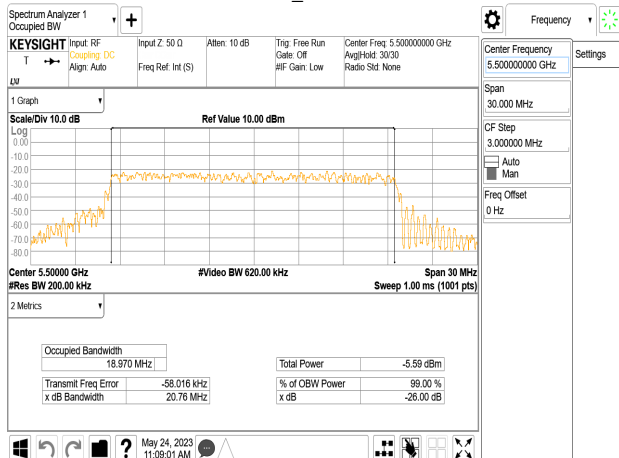 Spectrum Analyzer 1
Occupied BW
Frequency
KEYSIGHT
Input: RF
Coupling: DC
Align: Auto
Input Z: 50 Ω
Freq Ref: Int (S)
Atten: 10 dB
Trig: Free Run
Gate: Off
#IF Gain: Low
Center Freq: 5.500000000 GHz
Avg|Hold: 30/30
Radio Std: None
T
LXI
Center Frequency
5.500000000 GHz
Settings
Span
30.000 MHz
CF Step
3.000000 MHz
Auto
Man
Freq Offset
0 Hz
1 Graph
Scale/Div 10.0 dB
Ref Value 10.00 dBm
Log
0.00
-10.0
-20.0
-30.0
-40.0
-50.0
-60.0
-70.0
-80.0
Center 5.50000 GHz
#Video BW 620.00 kHz
Span 30 MHz
#Res BW 200.00 kHz
Sweep 1.00 ms (1001 pts)
2 Metrics
Occupied Bandwidth
18.970 MHz
Total Power -5.59 dBm
Transmit Freq Error -58.016 kHz
% of OBW Power 99.00 %
x dB Bandwidth 20.76 MHz
x dB -26.00 dB
?
May 24, 2023
11:09:01 AM